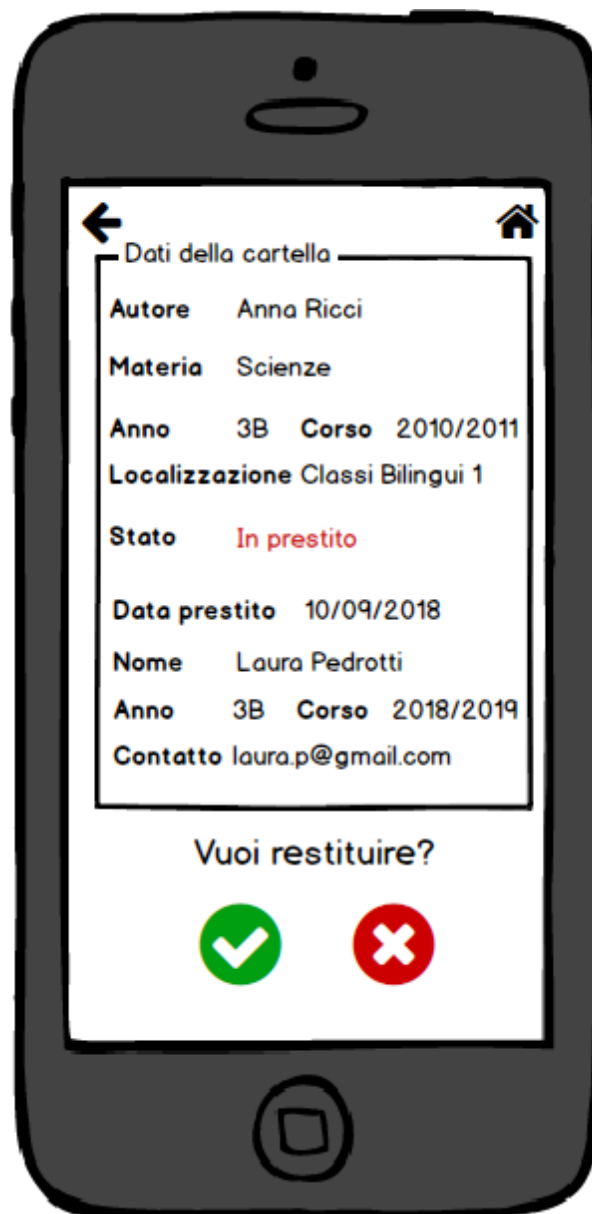 Dati della cartella
Autore Anna Ricci
Materia Scienze
Anno 3B Corso 2010/2011
Localizzazione Classi Bilingui 1
Stato In prestito
Data prestito 10/09/2018
Nome Laura Pedrotti
Anno 3B Corso 2018/2019
Contatto laura.p@gmail.com
Vuoi restituire?